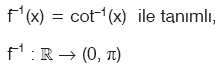 f⁻¹(x) = cot⁻¹(x) ile tanımlı,
f⁻¹ : ℝ → (0, π)